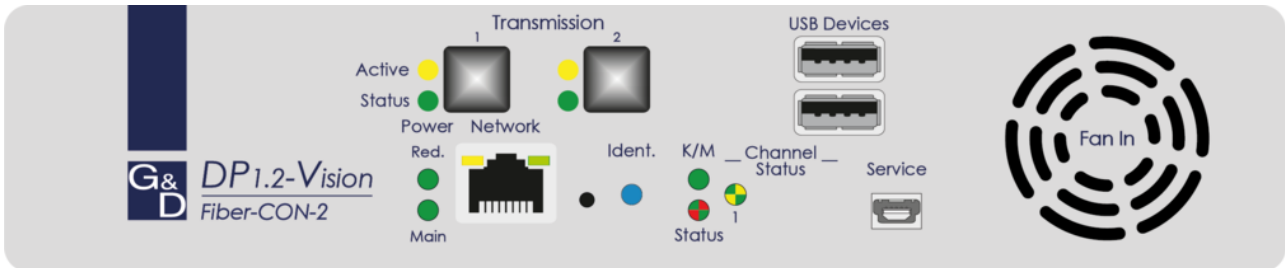 Transmission
1
2
Active
Status
Power
Network
Red.
Main
G&D
DP1.2-Vision
Fiber-CON-2
Ident.
K/M
Status
Channel
Status
1
USB Devices
Service
Fan In